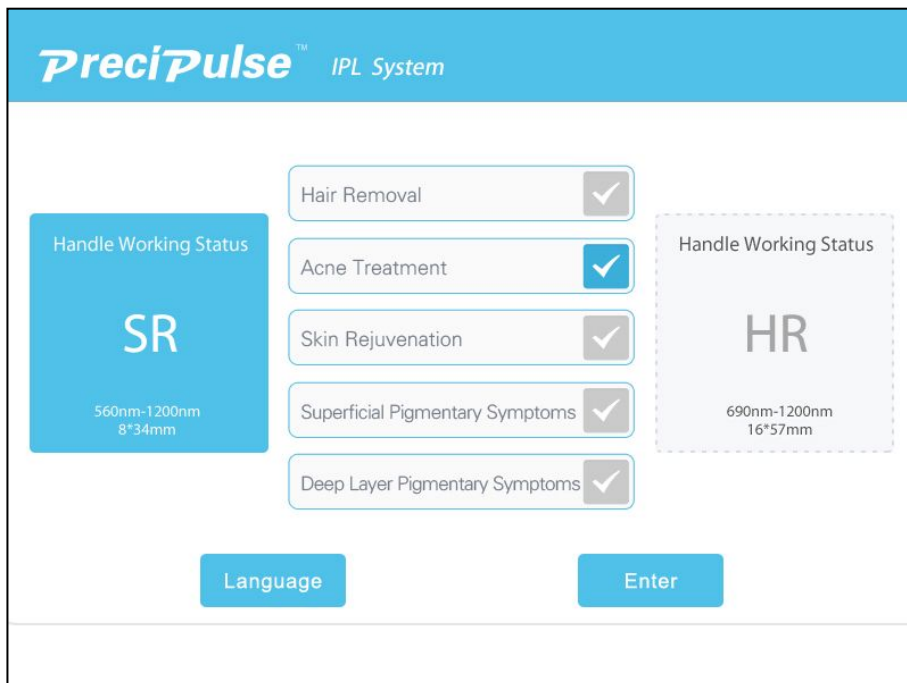 PreciPulse™ IPL System
Handle Working Status
SR
560nm-1200nm
8*34mm
Hair Removal
Acne Treatment
Skin Rejuvenation
Superficial Pigmentary Symptoms
Deep Layer Pigmentary Symptoms
Handle Working Status
HR
690nm-1200nm
16*57mm
Language
Enter